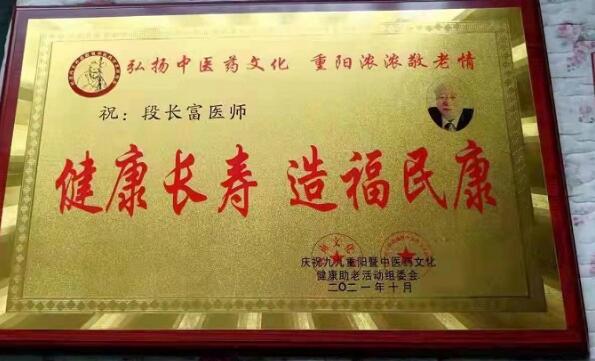 弘扬中医药文化 重阳浓浓敬老情
祝：段长富医师
健康长寿 造福民康
庆祝九九重阳暨中医药文化
健康助老活动组委会
二〇二一年十月